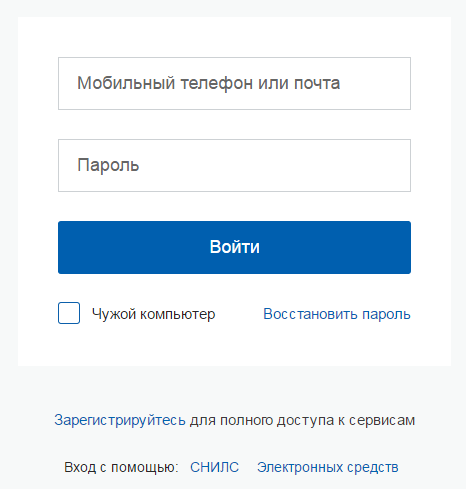 Мобильный телефон или почта
Пароль
Войти
Чужой компьютер Восстановить пароль
Зарегистрируйтесь для полного доступа к сервисам
Вход с помощью: СНИЛС Электронных средств